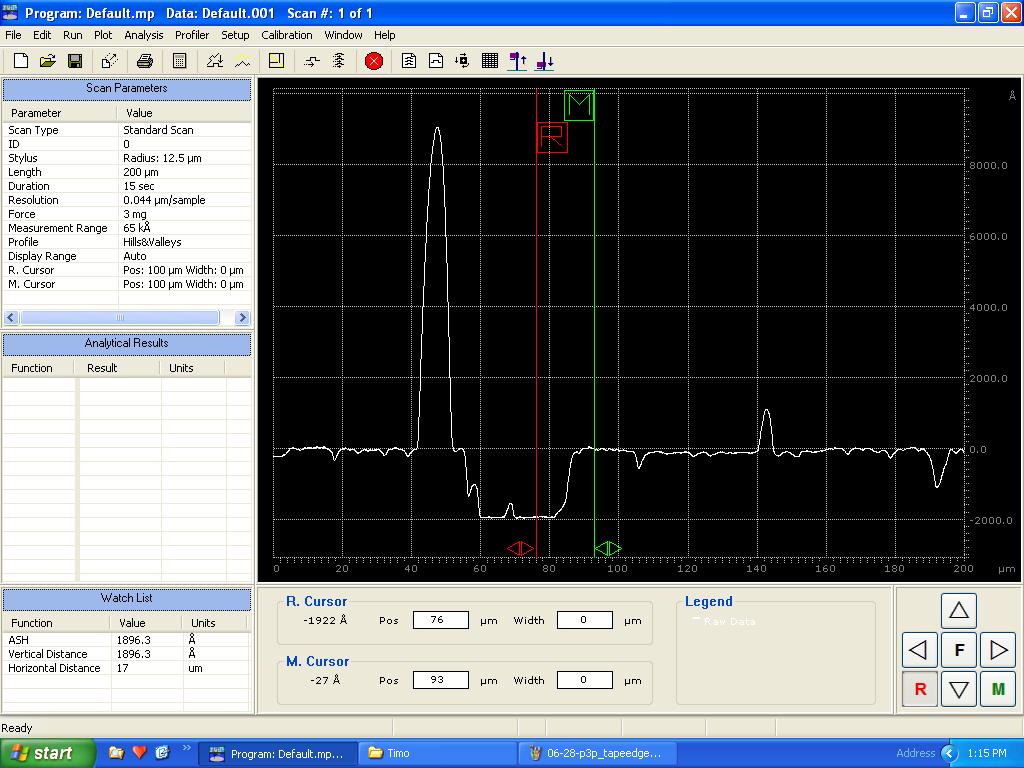 Program: Default.mp   Data: Default.001   Scan #: 1 of 1
File   Edit   Run   Plot   Analysis   Profiler   Setup   Calibration   Window   Help
Scan Parameters
Parameter   Value
Scan Type   Standard Scan
ID   0
Stylus   Radius: 12.5 µm
Length   200 µm
Duration   15 sec
Resolution   0.044 µm/sample
Force   3 mg
Measurement Range   65 kÅ
Profile   Hills&Valleys
Display Range   Auto
R. Cursor   Pos: 100 µm Width: 0 µm
M. Cursor   Pos: 100 µm Width: 0 µm
Analytical Results
Function   Result   Units
Watch List
Function   Value   Units
ASH   1896.3   Å
Vertical Distance   1896.3   Å
Horizontal Distance   17   um
M
R
Å
8000.0
6000.0
4000.0
2000.0
0.0
-2000.0
0   20   40   60   80   100   120   140   160   180   200   µm
R. Cursor
-1922 Å   Pos   76   µm   Width   0   µm
M. Cursor
-27 Å   Pos   93   µm   Width   0   µm
Legend
Raw Data
F
R   M
Ready
start   Program: Default.mp...   Timo   06-28-p3p_tapeedge...   Address   1:15 PM